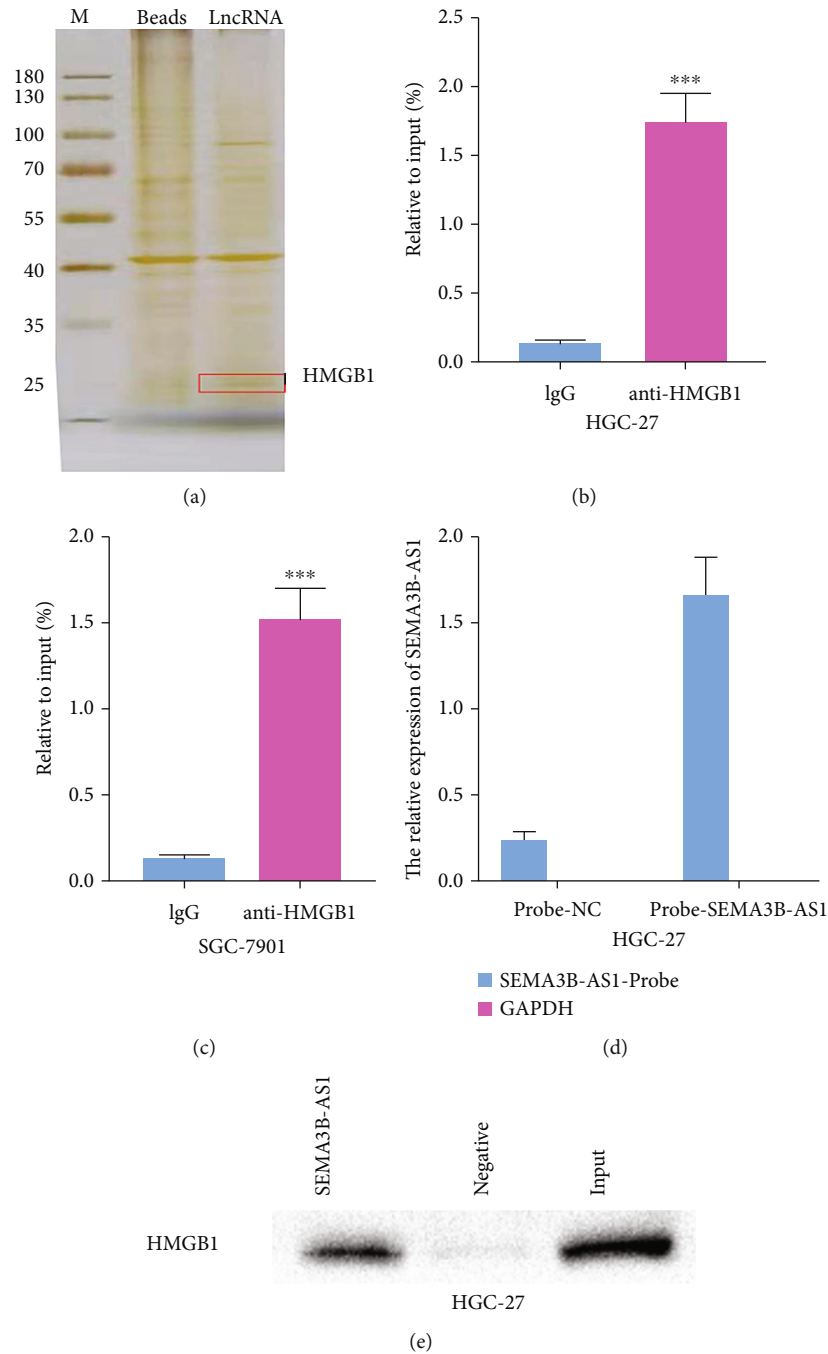 M Beads LncRNA
180
130
100
70
55
40
35
25
HMGB1
(a)
Relative to input (%)
2.5
2.0
1.5
1.0
0.5
0.0
***
IgG anti-HMGB1
HGC-27
(b)
Relative to input (%)
2.0
1.5
1.0
0.5
0.0
***
IgG anti-HMGB1
SGC-7901
(c)
The relative expression of SEMA3B-AS1
2.0
1.5
1.0
0.5
0.0
Probe-NC Probe-SEMA3B-AS1
HGC-27
SEMA3B-AS1-Probe
GAPDH
(d)
SEMA3B-AS1
Negative
Input
HMGB1
HGC-27
(e)